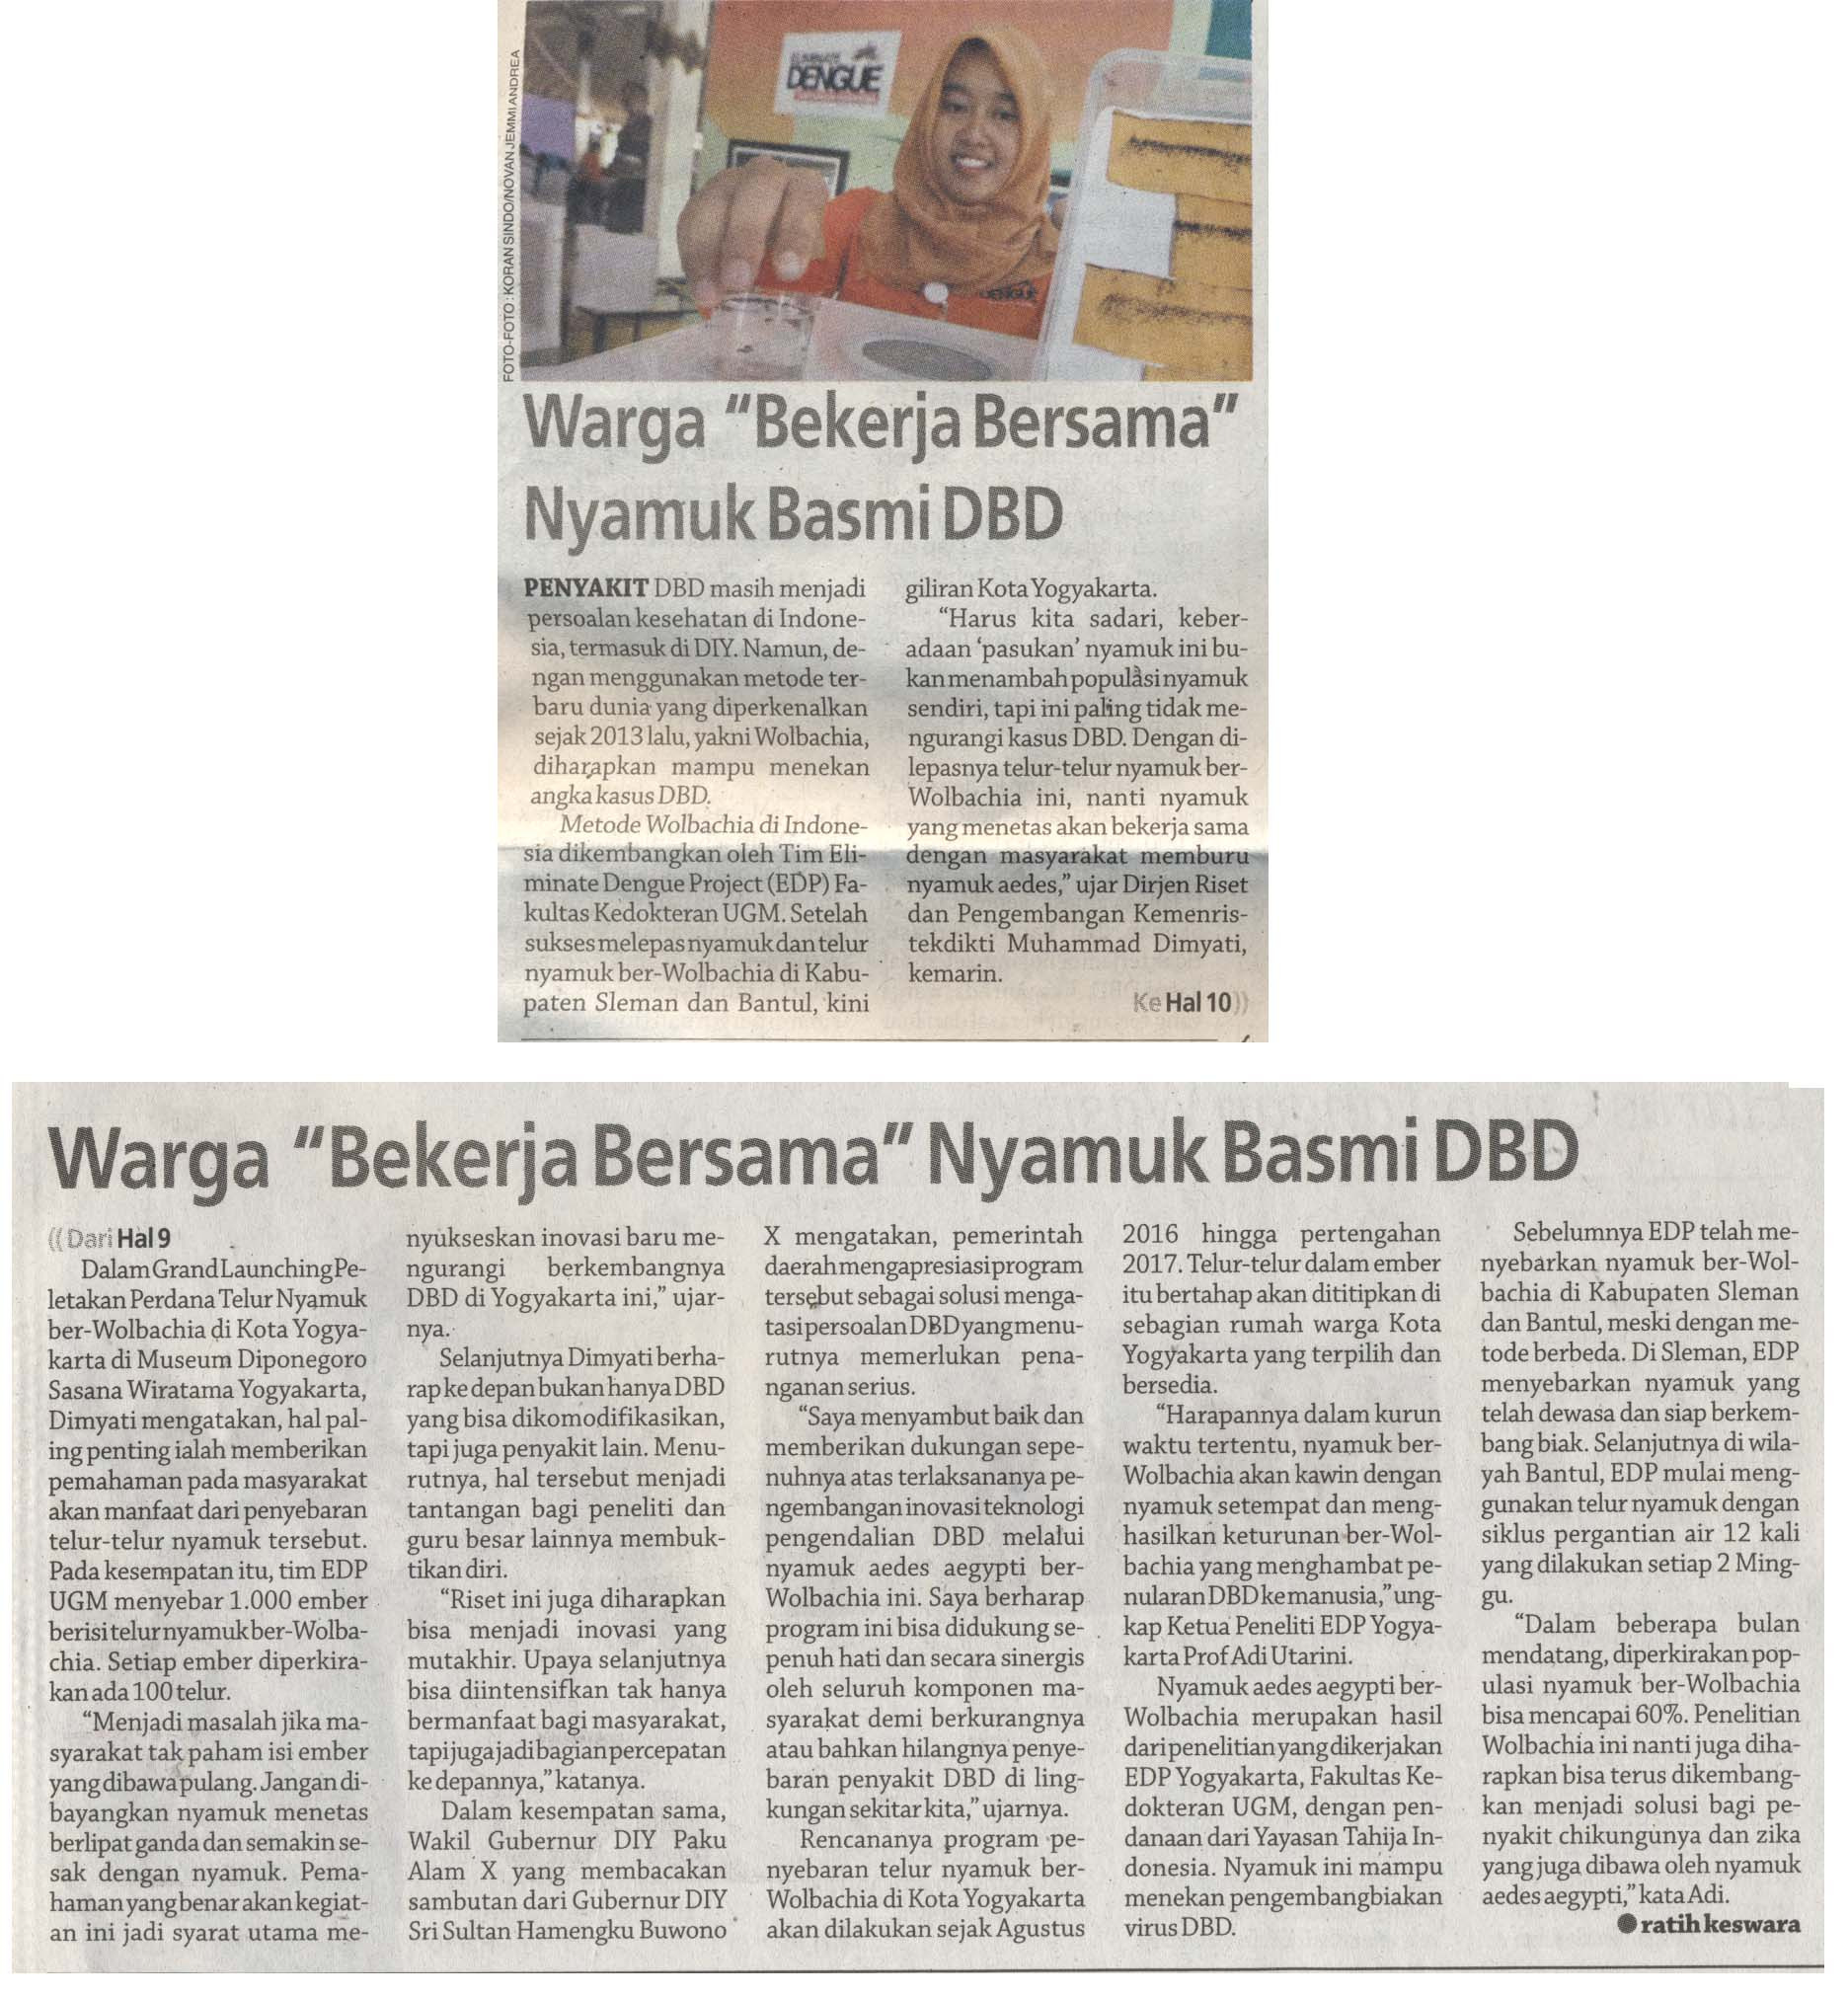 FOTO-FOTO : KORAN SINDO/NOVAN JEMMI ANDREA
ELIMINATE
DENGUE
DENGUE
Warga “Bekerja Bersama”
Nyamuk Basmi DBD
PENYAKIT DBD masih menjadi
persoalan kesehatan di Indone-
sia, termasuk di DIY. Namun, de-
ngan menggunakan metode ter-
baru dunia yang diperkenalkan
sejak 2013 lalu, yakni Wolbachia,
diharapkan mampu menekan
angka kasus DBD.
Metode Wolbachia di Indone-
sia dikembangkan oleh Tim Eli-
minate Dengue Project (EDP) Fa-
kultas Kedokteran UGM. Setelah
sukses melepas nyamuk dan telur
nyamuk ber-Wolbachia di Kabu-
paten Sleman dan Bantul, kini
giliran Kota Yogyakarta.
“Harus kita sadari, keber-
adaan ‘pasukan’ nyamuk ini bu-
kan menambah populasi nyamuk
sendiri, tapi ini paling tidak me-
ngurangi kasus DBD. Dengan di-
lepasnya telur-telur nyamuk ber-
Wolbachia ini, nanti nyamuk
yang menetas akan bekerja sama
dengan masyarakat memburu
nyamuk aedes,” ujar Dirjen Riset
dan Pengembangan Kemenris-
tekdikti Muhammad Dimyati,
kemarin.
Ke Hal 10))
Warga “Bekerja Bersama” Nyamuk Basmi DBD
((Dari Hal 9
Dalam Grand Launching Pe-
letakan Perdana Telur Nyamuk
ber-Wolbachia di Kota Yogya-
karta di Museum Diponegoro
Sasana Wiratama Yogyakarta,
Dimyati mengatakan, hal pal-
ing penting ialah memberikan
pemahaman pada masyarakat
akan manfaat dari penyebaran
telur-telur nyamuk tersebut.
Pada kesempatan itu, tim EDP
UGM menyebar 1.000 ember
berisi telur nyamuk ber-Wolba-
chia. Setiap ember diperkira-
kan ada 100 telur.
“Menjadi masalah jika ma-
syarakat tak paham isi ember
yang dibawa pulang. Jangan di-
bayangkan nyamuk menetas
berlipat ganda dan semakin se-
sak dengan nyamuk. Pema-
haman yang benar akan kegiat-
an ini jadi syarat utama me-
nyukseskan inovasi baru me-
ngurangi berkembangnya
DBD di Yogyakarta ini,” ujar-
nya.
Selanjutnya Dimyati berha-
rap ke depan bukan hanya DBD
yang bisa dikomodifikasikan,
tapi juga penyakit lain. Menu-
rutnya, hal tersebut menjadi
tantangan bagi peneliti dan
guru besar lainnya membuk-
tikan diri.
“Riset ini juga diharapkan
bisa menjadi inovasi yang
mutakhir. Upaya selanjutnya
bisa diintensifkan tak hanya
bermanfaat bagi masyarakat,
tapi juga jadi bagian percepatan
ke depannya,” katanya.
Dalam kesempatan sama,
Wakil Gubernur DIY Paku
Alam X yang membacakan
sambutan dari Gubernur DIY
Sri Sultan Hamengku Buwono
X mengatakan, pemerintah
daerah mengapresiasi program
tersebut sebagai solusi menga-
tasi persoalan DBD yang menu-
rutnya memerlukan pena-
nganan serius.
“Saya menyambut baik dan
memberikan dukungan sepe-
nuhnya atas terlaksananya pe-
ngembangan inovasi teknologi
pengendalian DBD melalui
nyamuk aedes aegypti ber-
Wolbachia ini. Saya berharap
program ini bisa didukung se-
penuh hati dan secara sinergis
oleh seluruh komponen ma-
syarakat demi berkurangnya
atau bahkan hilangnya penye-
baran penyakit DBD di ling-
kungan sekitar kita,” ujarnya.
Rencananya program pe-
nyebaran telur nyamuk ber-
Wolbachia di Kota Yogyakarta
akan dilakukan sejak Agustus
2016 hingga pertengahan
2017. Telur-telur dalam ember
itu bertahap akan dititipkan di
sebagian rumah warga Kota
Yogyakarta yang terpilih dan
bersedia.
“Harapannya dalam kurun
waktu tertentu, nyamuk ber-
Wolbachia akan kawin dengan
nyamuk setempat dan meng-
hasilkan keturunan ber-Wol-
bachia yang menghambat pe-
nularan DBD ke manusia,” ung-
kap Ketua Peneliti EDP Yogya-
karta Prof Adi Utarini.
Nyamuk aedes aegypti ber-
Wolbachia merupakan hasil
dari penelitian yang dikerjakan
EDP Yogyakarta, Fakultas Ke-
dokteran UGM, dengan pen-
danaan dari Yayasan Tahija In-
donesia. Nyamuk ini mampu
menekan pengembangbiakan
virus DBD.
Sebelumnya EDP telah me-
nyebarkan nyamuk ber-Wol-
bachia di Kabupaten Sleman
dan Bantul, meski dengan me-
tode berbeda. Di Sleman, EDP
menyebarkan nyamuk yang
telah dewasa dan siap berkem-
bang biak. Selanjutnya di wila-
yah Bantul, EDP mulai meng-
gunakan telur nyamuk dengan
siklus pergantian air 12 kali
yang dilakukan setiap 2 Ming-
gu.
“Dalam beberapa bulan
mendatang, diperkirakan pop-
ulasi nyamuk ber-Wolbachia
bisa mencapai 60%. Penelitian
Wolbachia ini nanti juga diha-
rapkan bisa terus dikembang-
kan menjadi solusi bagi pe-
nyakit chikungunya dan zika
yang juga dibawa oleh nyamuk
aedes aegypti,” kata Adi.
● ratih keswara